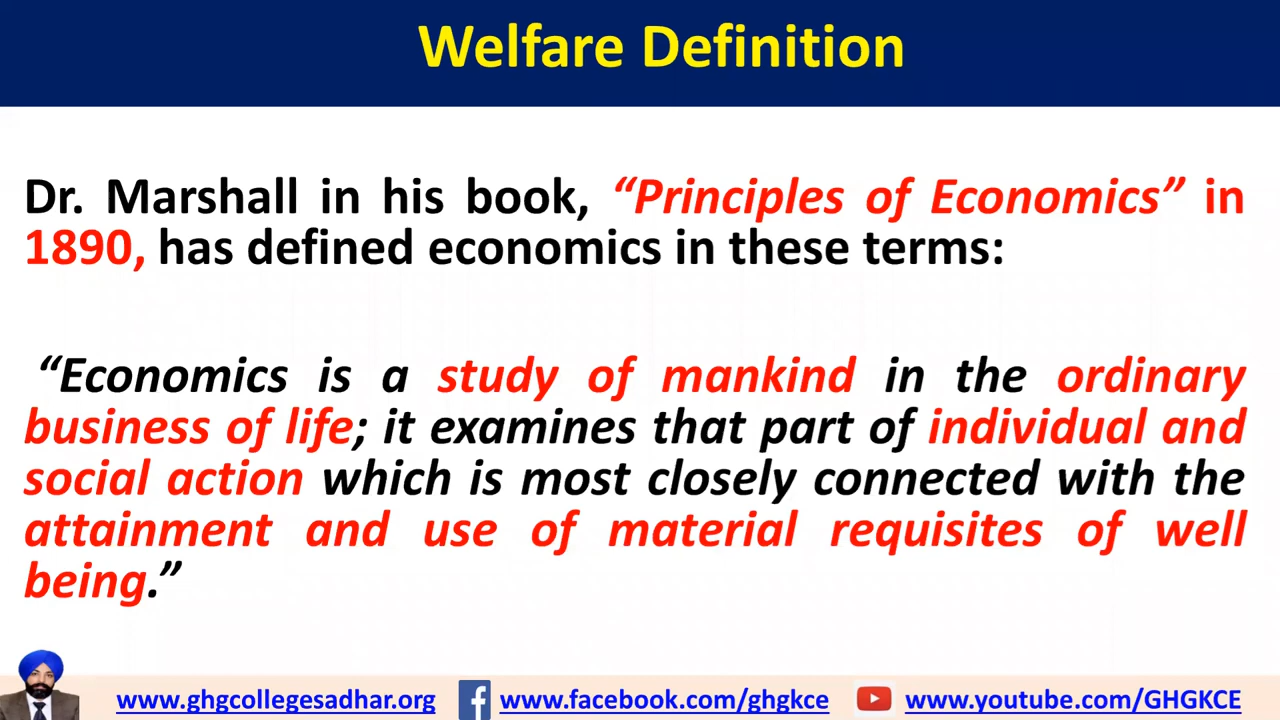 Welfare Definition
Dr. Marshall in his book, “Principles of Economics” in
1890, has defined economics in these terms:
“Economics is a study of mankind in the ordinary
business of life; it examines that part of individual and
social action which is most closely connected with the
attainment and use of material requisites of well
being.”
www.ghgcollegesadhar.org www.facebook.com/ghgkce www.youtube.com/GHGKCE